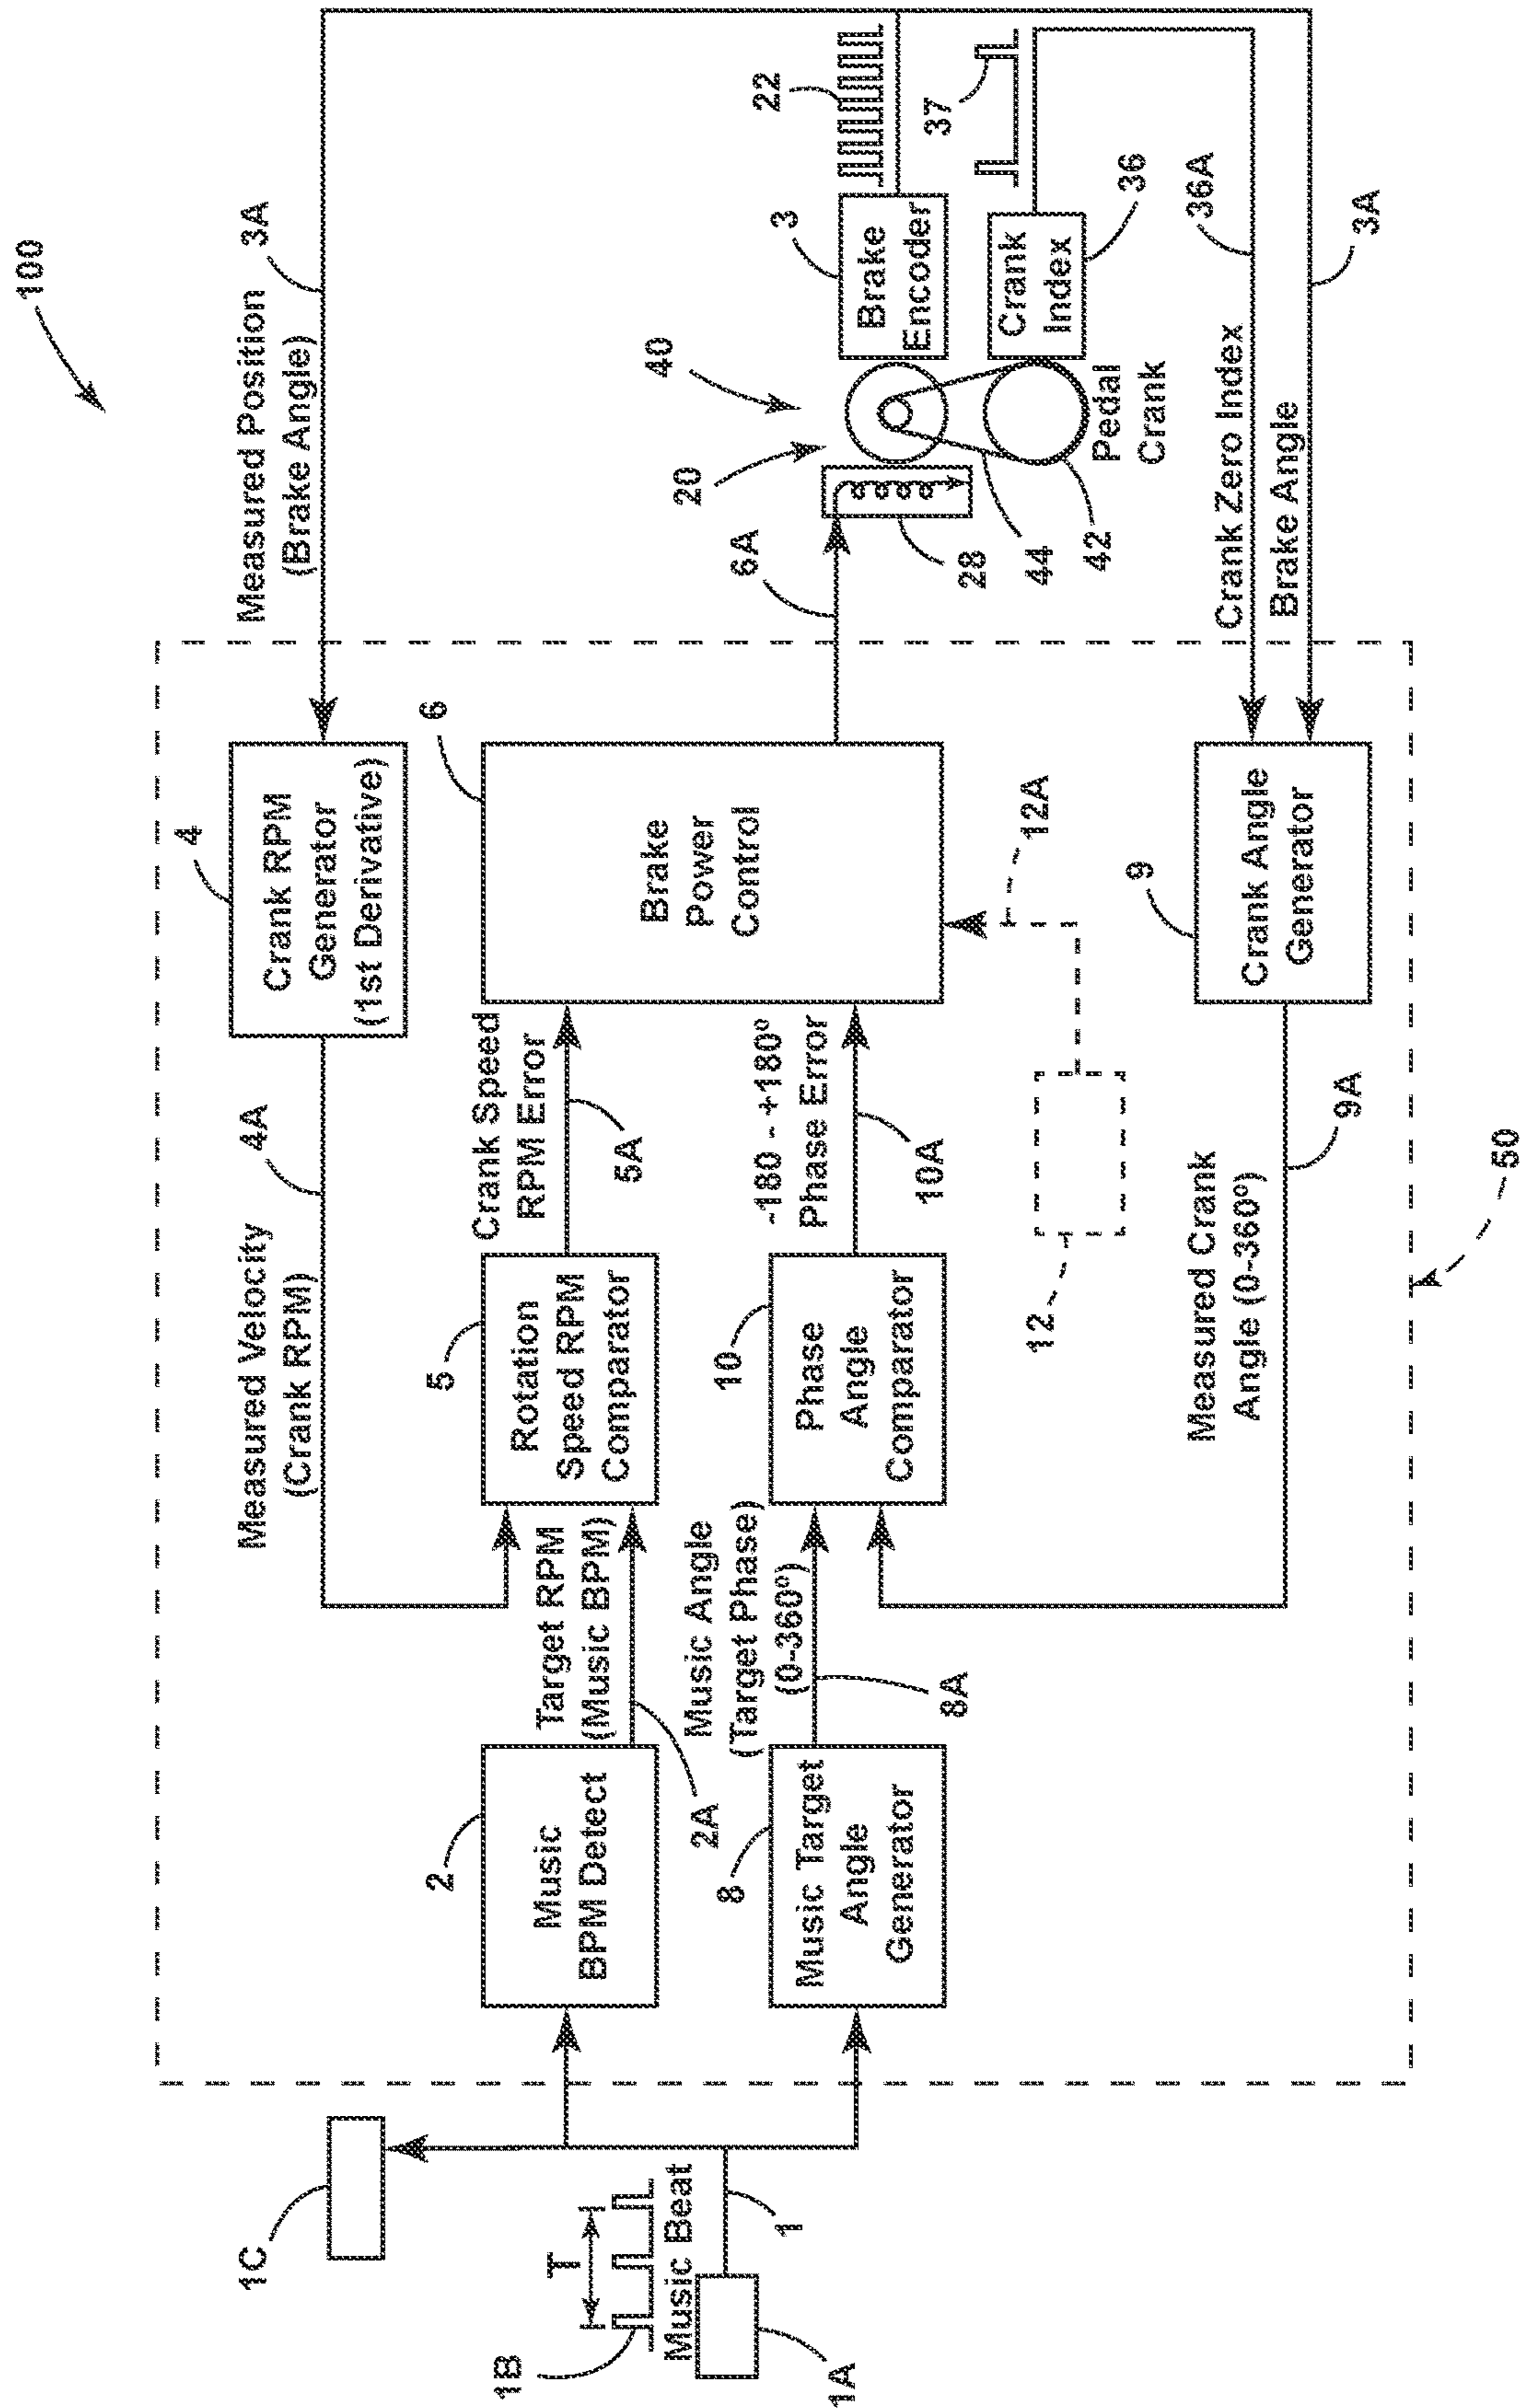 100
1C
1B
T
Music Beat
1A
1
2
Music
BPM Detect
Target RPM
(Music BPM)
2A
8
Music Target
Angle
Generator
Music Angle
(Target Phase)
(0-360º)
8A
Measured Velocity
(Crank RPM)
4A
5
Rotation
Speed RPM
Comparator
Crank Speed
RPM Error
5A
10
Phase
Angle
Comparator
-180 - +180º
Phase Error
10A
12
12A
Measured Crank
Angle (0-360º)
9A
50
4
Crank RPM
Generator
(1st Derivative)
6
Brake
Power
Control
9
Crank Angle
Generator
Measured Position
(Brake Angle)
3A
6A
20
40
28
44
42
Pedal
Crank
3
Brake
Encoder
22
Crank
Index
36
37
Crank Zero Index
36A
Brake Angle
3A